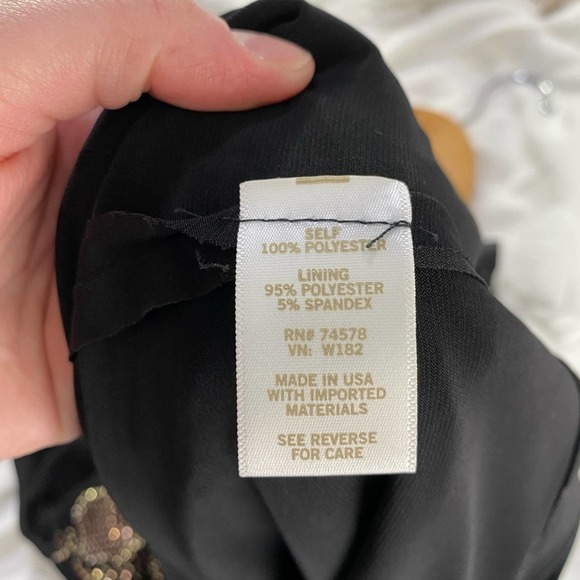 SELF
100% POLYESTER
LINING
95% POLYESTER
5% SPANDEX
RN# 74578
VN: W182
MADE IN USA
WITH IMPORTED
MATERIALS
SEE REVERSE
FOR CARE